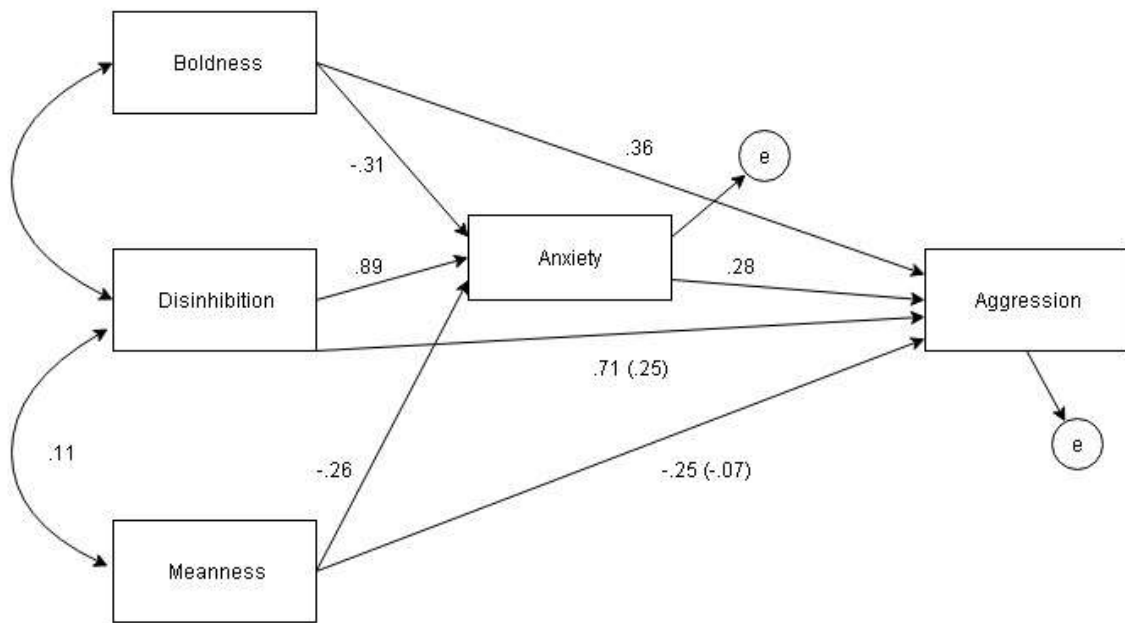 Boldness
.36
e
-.31
Anxiety
.89
.28
Disinhibition
Aggression
.71 (.25)
.11
-.26
-.25 (-.07)
e
Meanness